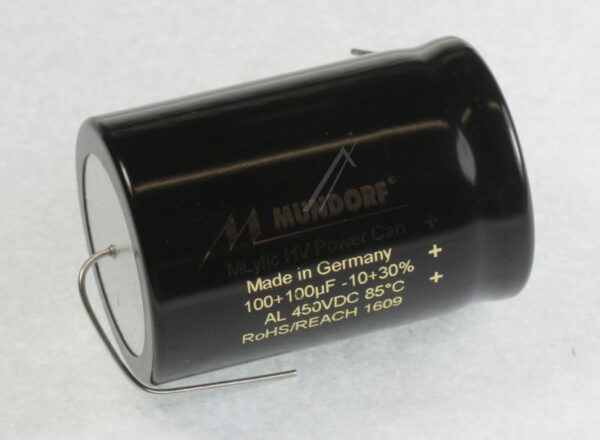 M MUNDORF®
MLytic HV Power Can +
Made in Germany +
100+100µF -10+30% +
AL 450VDC 85°C
RoHS/REACH 1609